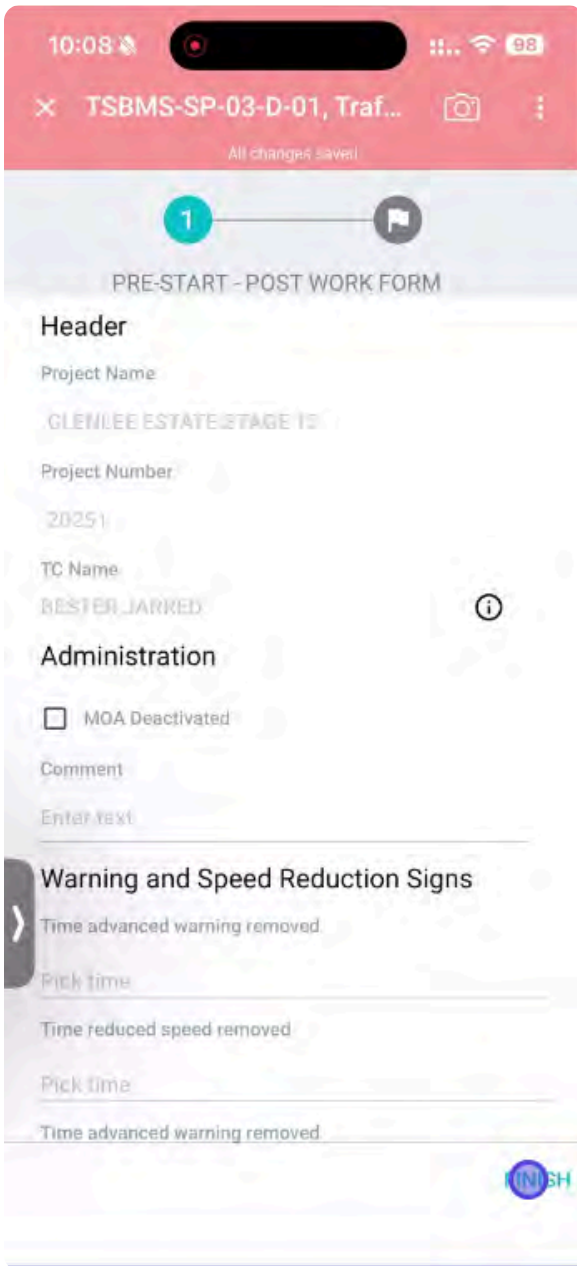 10:08
98
TSBMS-SP-03-D-01, Traf...
All changes saved
1
PRE-START - POST WORK FORM
Header
Project Name
GLENLEE ESTATE STAGE 12
Project Number
20251
TC Name
BESTER JARRED
Administration
MOA Deactivated
Comment
Enter text
Warning and Speed Reduction Signs
Time advanced warning removed
Pick time
Time reduced speed removed
Pick time
Time advanced warning removed
FINISH